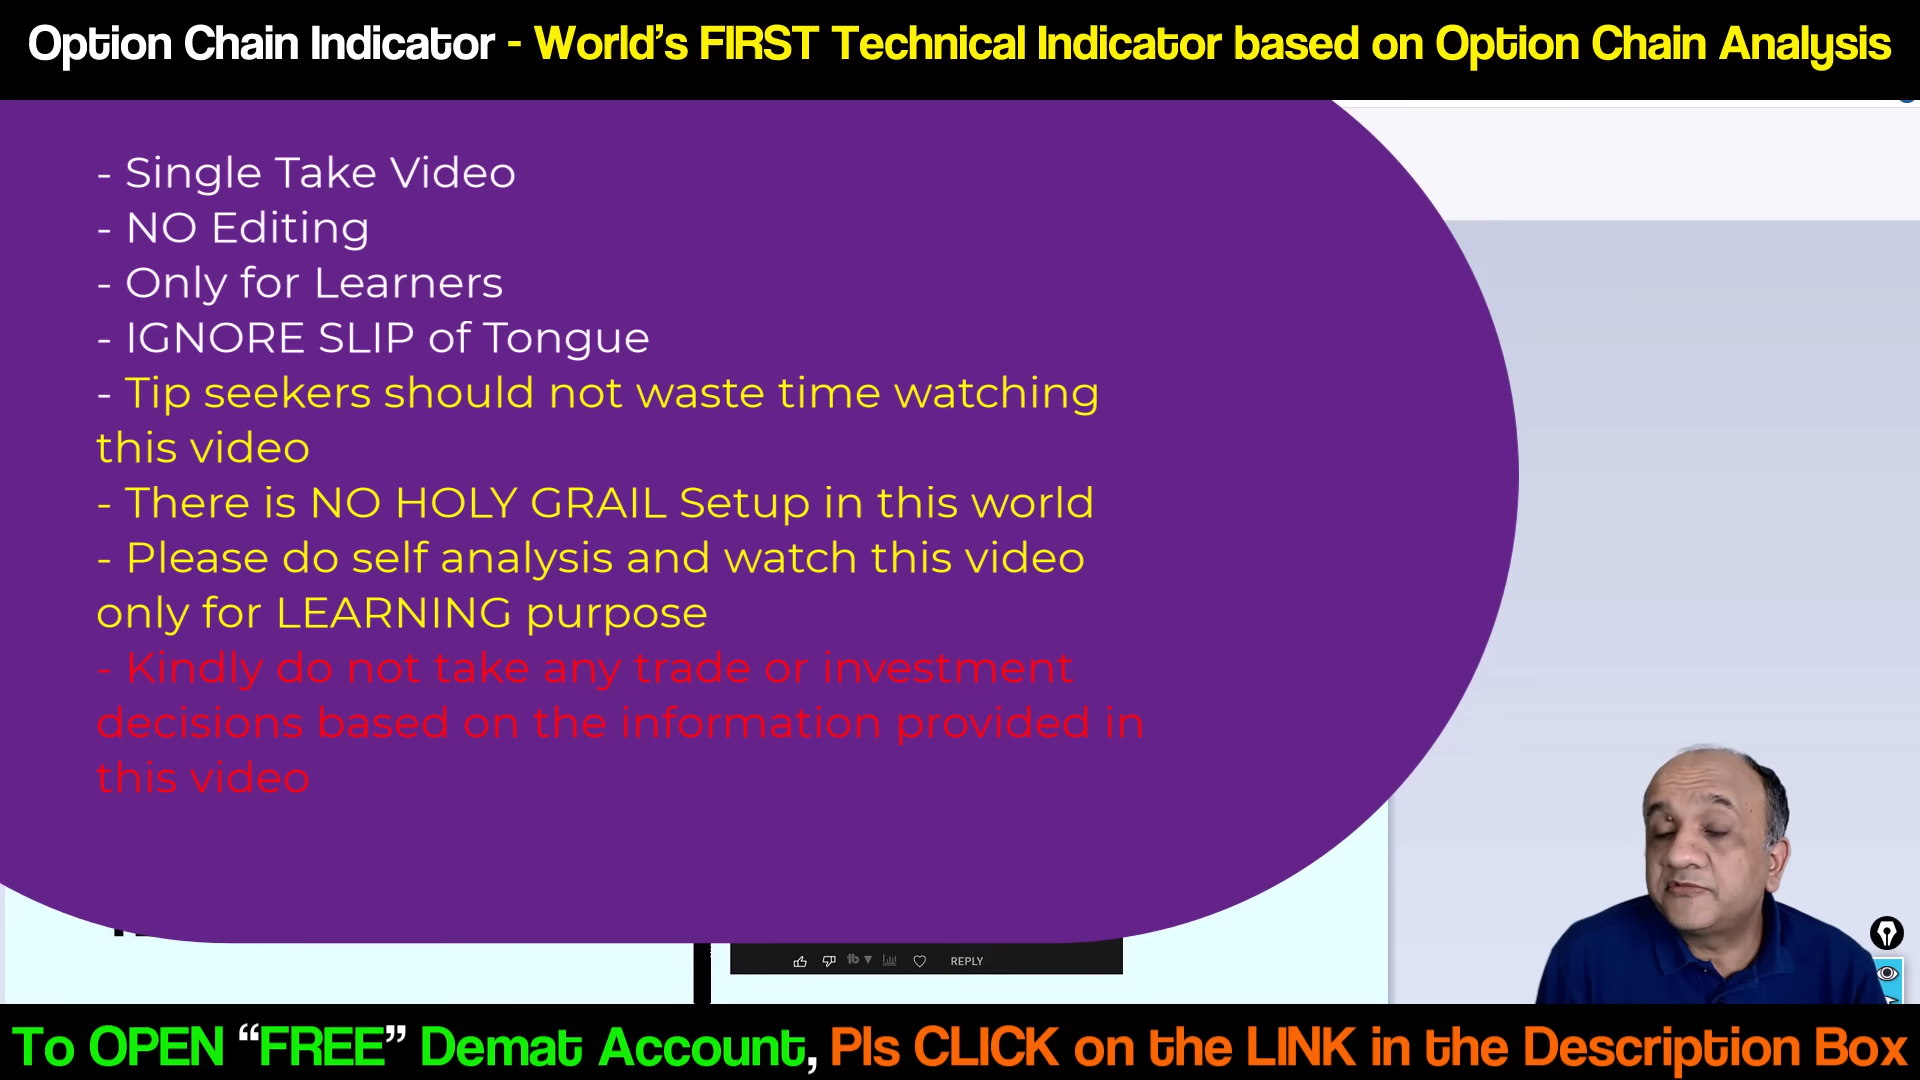 Option Chain Indicator - World's FIRST Technical Indicator based on Option Chain Analysis
- Single Take Video
- NO Editing
- Only for Learners
- IGNORE SLIP of Tongue
- Tip seekers should not waste time watching
this video
- There is NO HOLY GRAIL Setup in this world
- Please do self analysis and watch this video
only for LEARNING purpose
- Kindly do not take any trade or investment
decisions based on the information provided in
this video
REPLY
To OPEN “FREE” Demat Account, Pls CLICK on the LINK in the Description Box